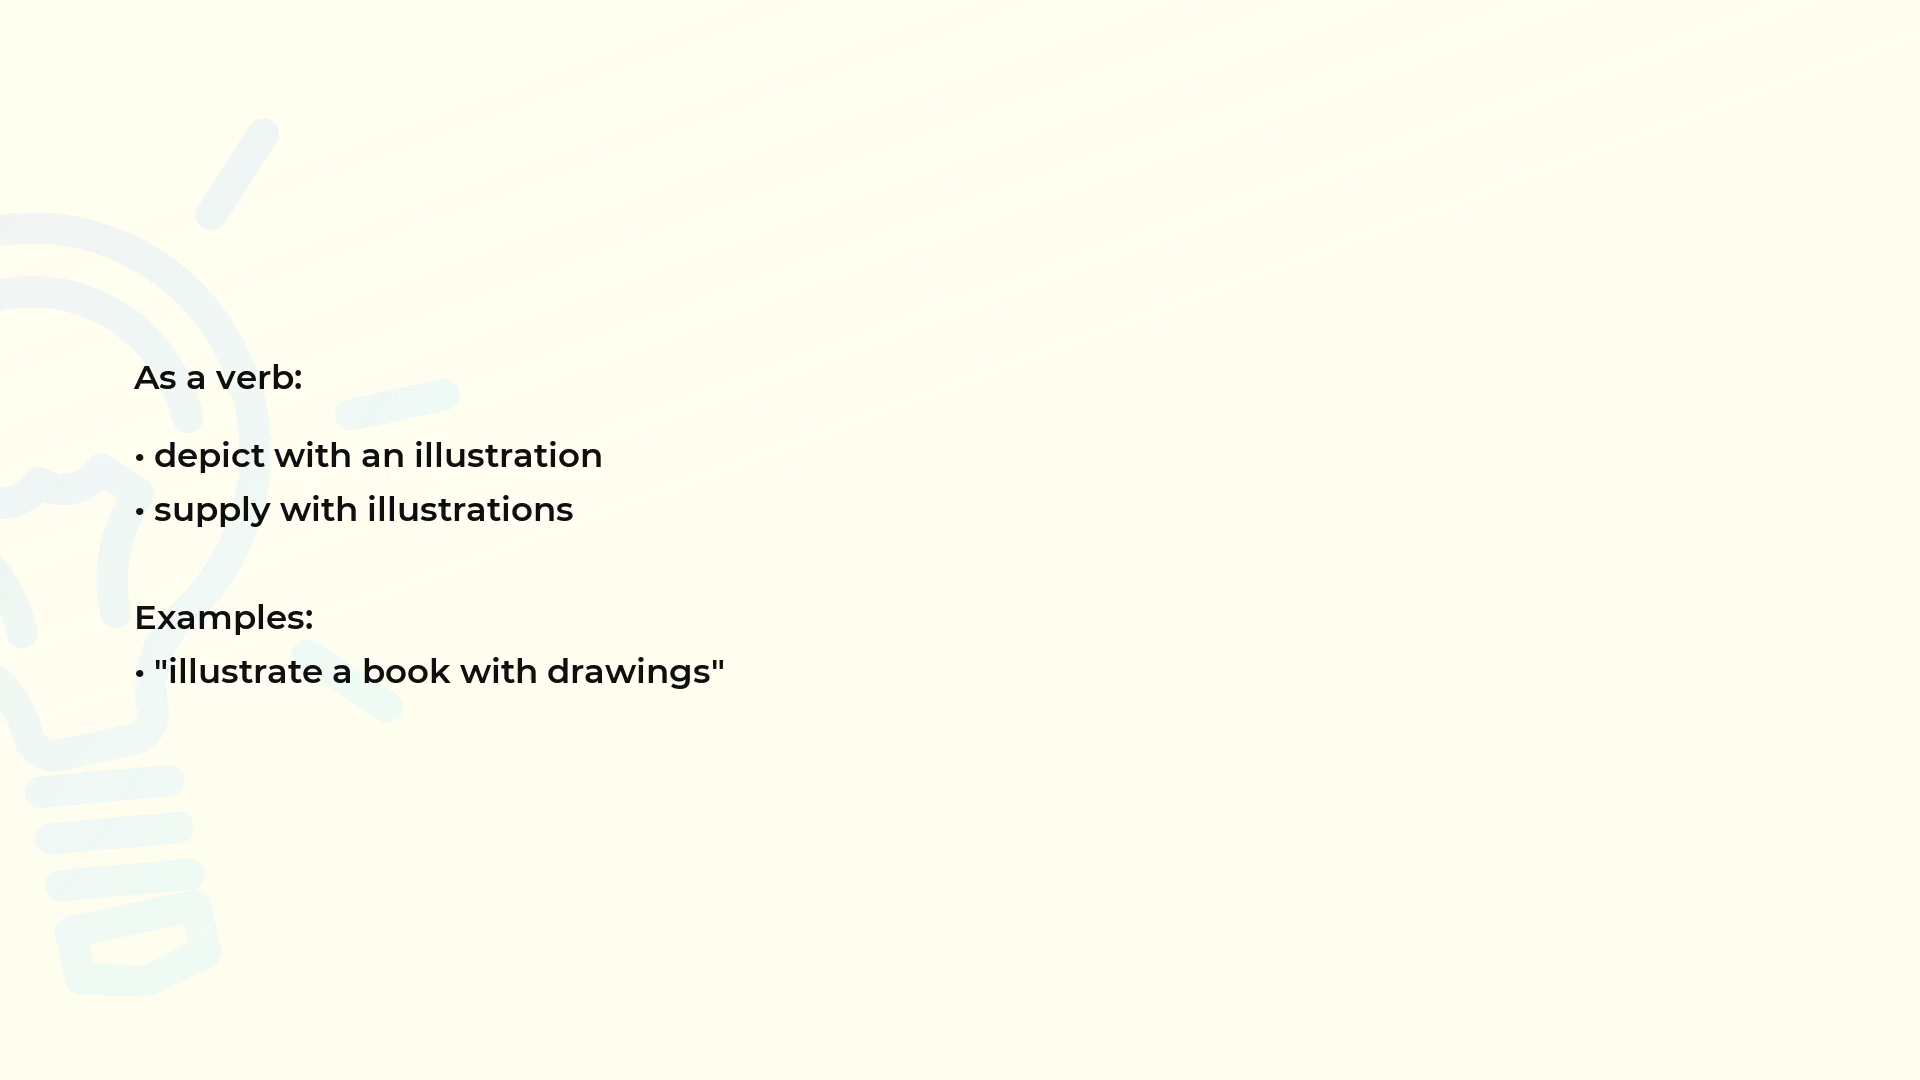 As a verb:
• depict with an illustration
• supply with illustrations
Examples:
• "illustrate a book with drawings"